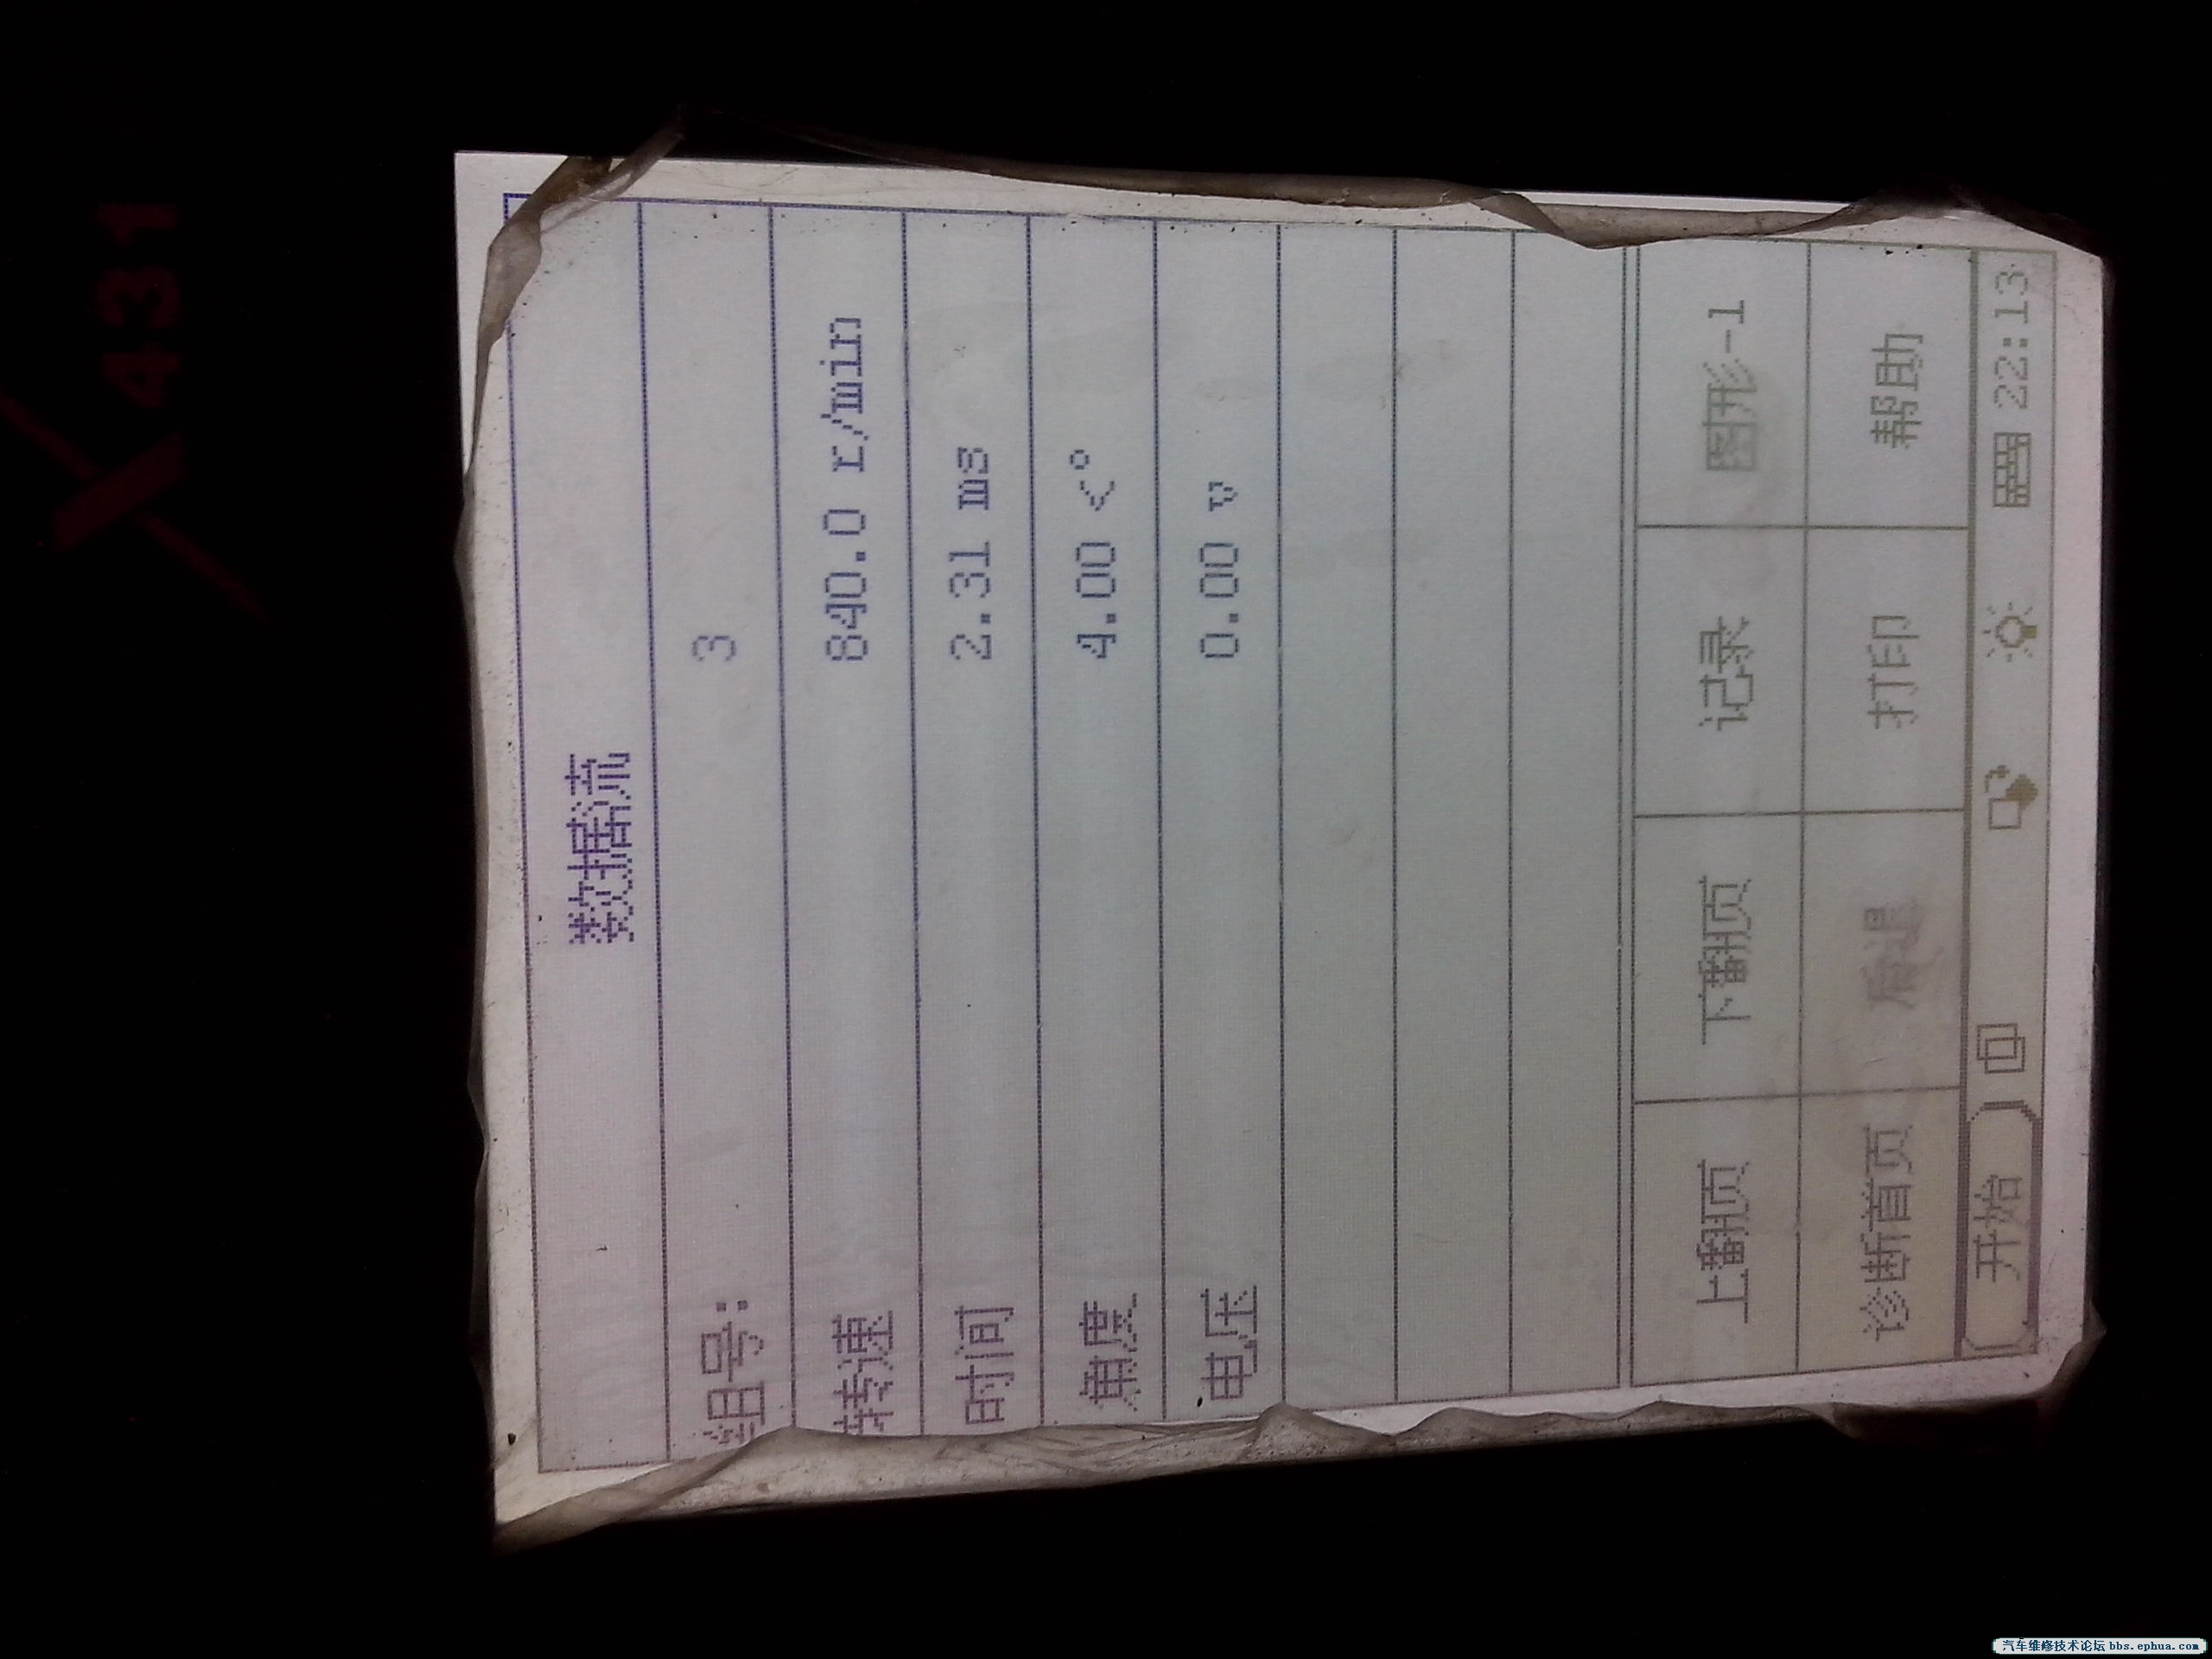 X-431
数据流
组号: 3
转速 840.0 r/min
时间 2.31 ms
角度 4.00 <°
电压 0.00 v
上翻页 下翻页 记录 图形-1
诊断首页 后退 打印 帮助
开始 22:13
汽车维修技术论坛 bbs.ephua.com